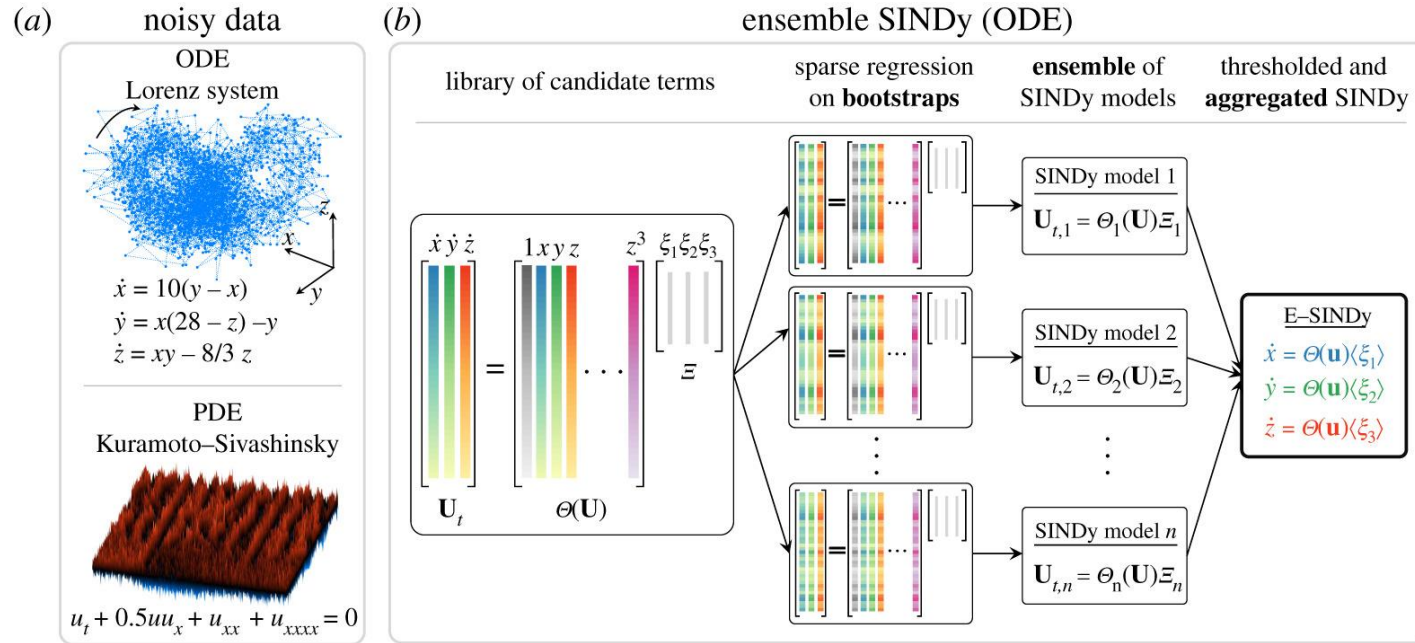 (a) noisy data
ODE
Lorenz system
z
x
y
ẋ = 10(y – x)
ẏ = x(28 – z) –y
ż = xy – 8/3 z
PDE
Kuramoto–Sivashinsky
u_t + 0.5uu_x + u_xx + u_xxxx = 0
(b) ensemble SINDy (ODE)
library of candidate terms
sparse regression
on bootstraps
ensemble of
SINDy models
thresholded and
aggregated SINDy
ẋ ẏ ż
=
1 x y z
z³
ξ₁ξ₂ξ₃
· · ·
U_t
Θ(U)
Ξ
= ···
= ···
= ···
SINDy model 1
U_t,1 = Θ₁(U)Ξ₁
SINDy model 2
U_t,2 = Θ₂(U)Ξ₂
SINDy model n
U_t,n = Θ_n(U)Ξ_n
E–SINDy
ẋ = Θ(u)⟨ξ₁⟩
ẏ = Θ(u)⟨ξ₂⟩
ż = Θ(u)⟨ξ₃⟩